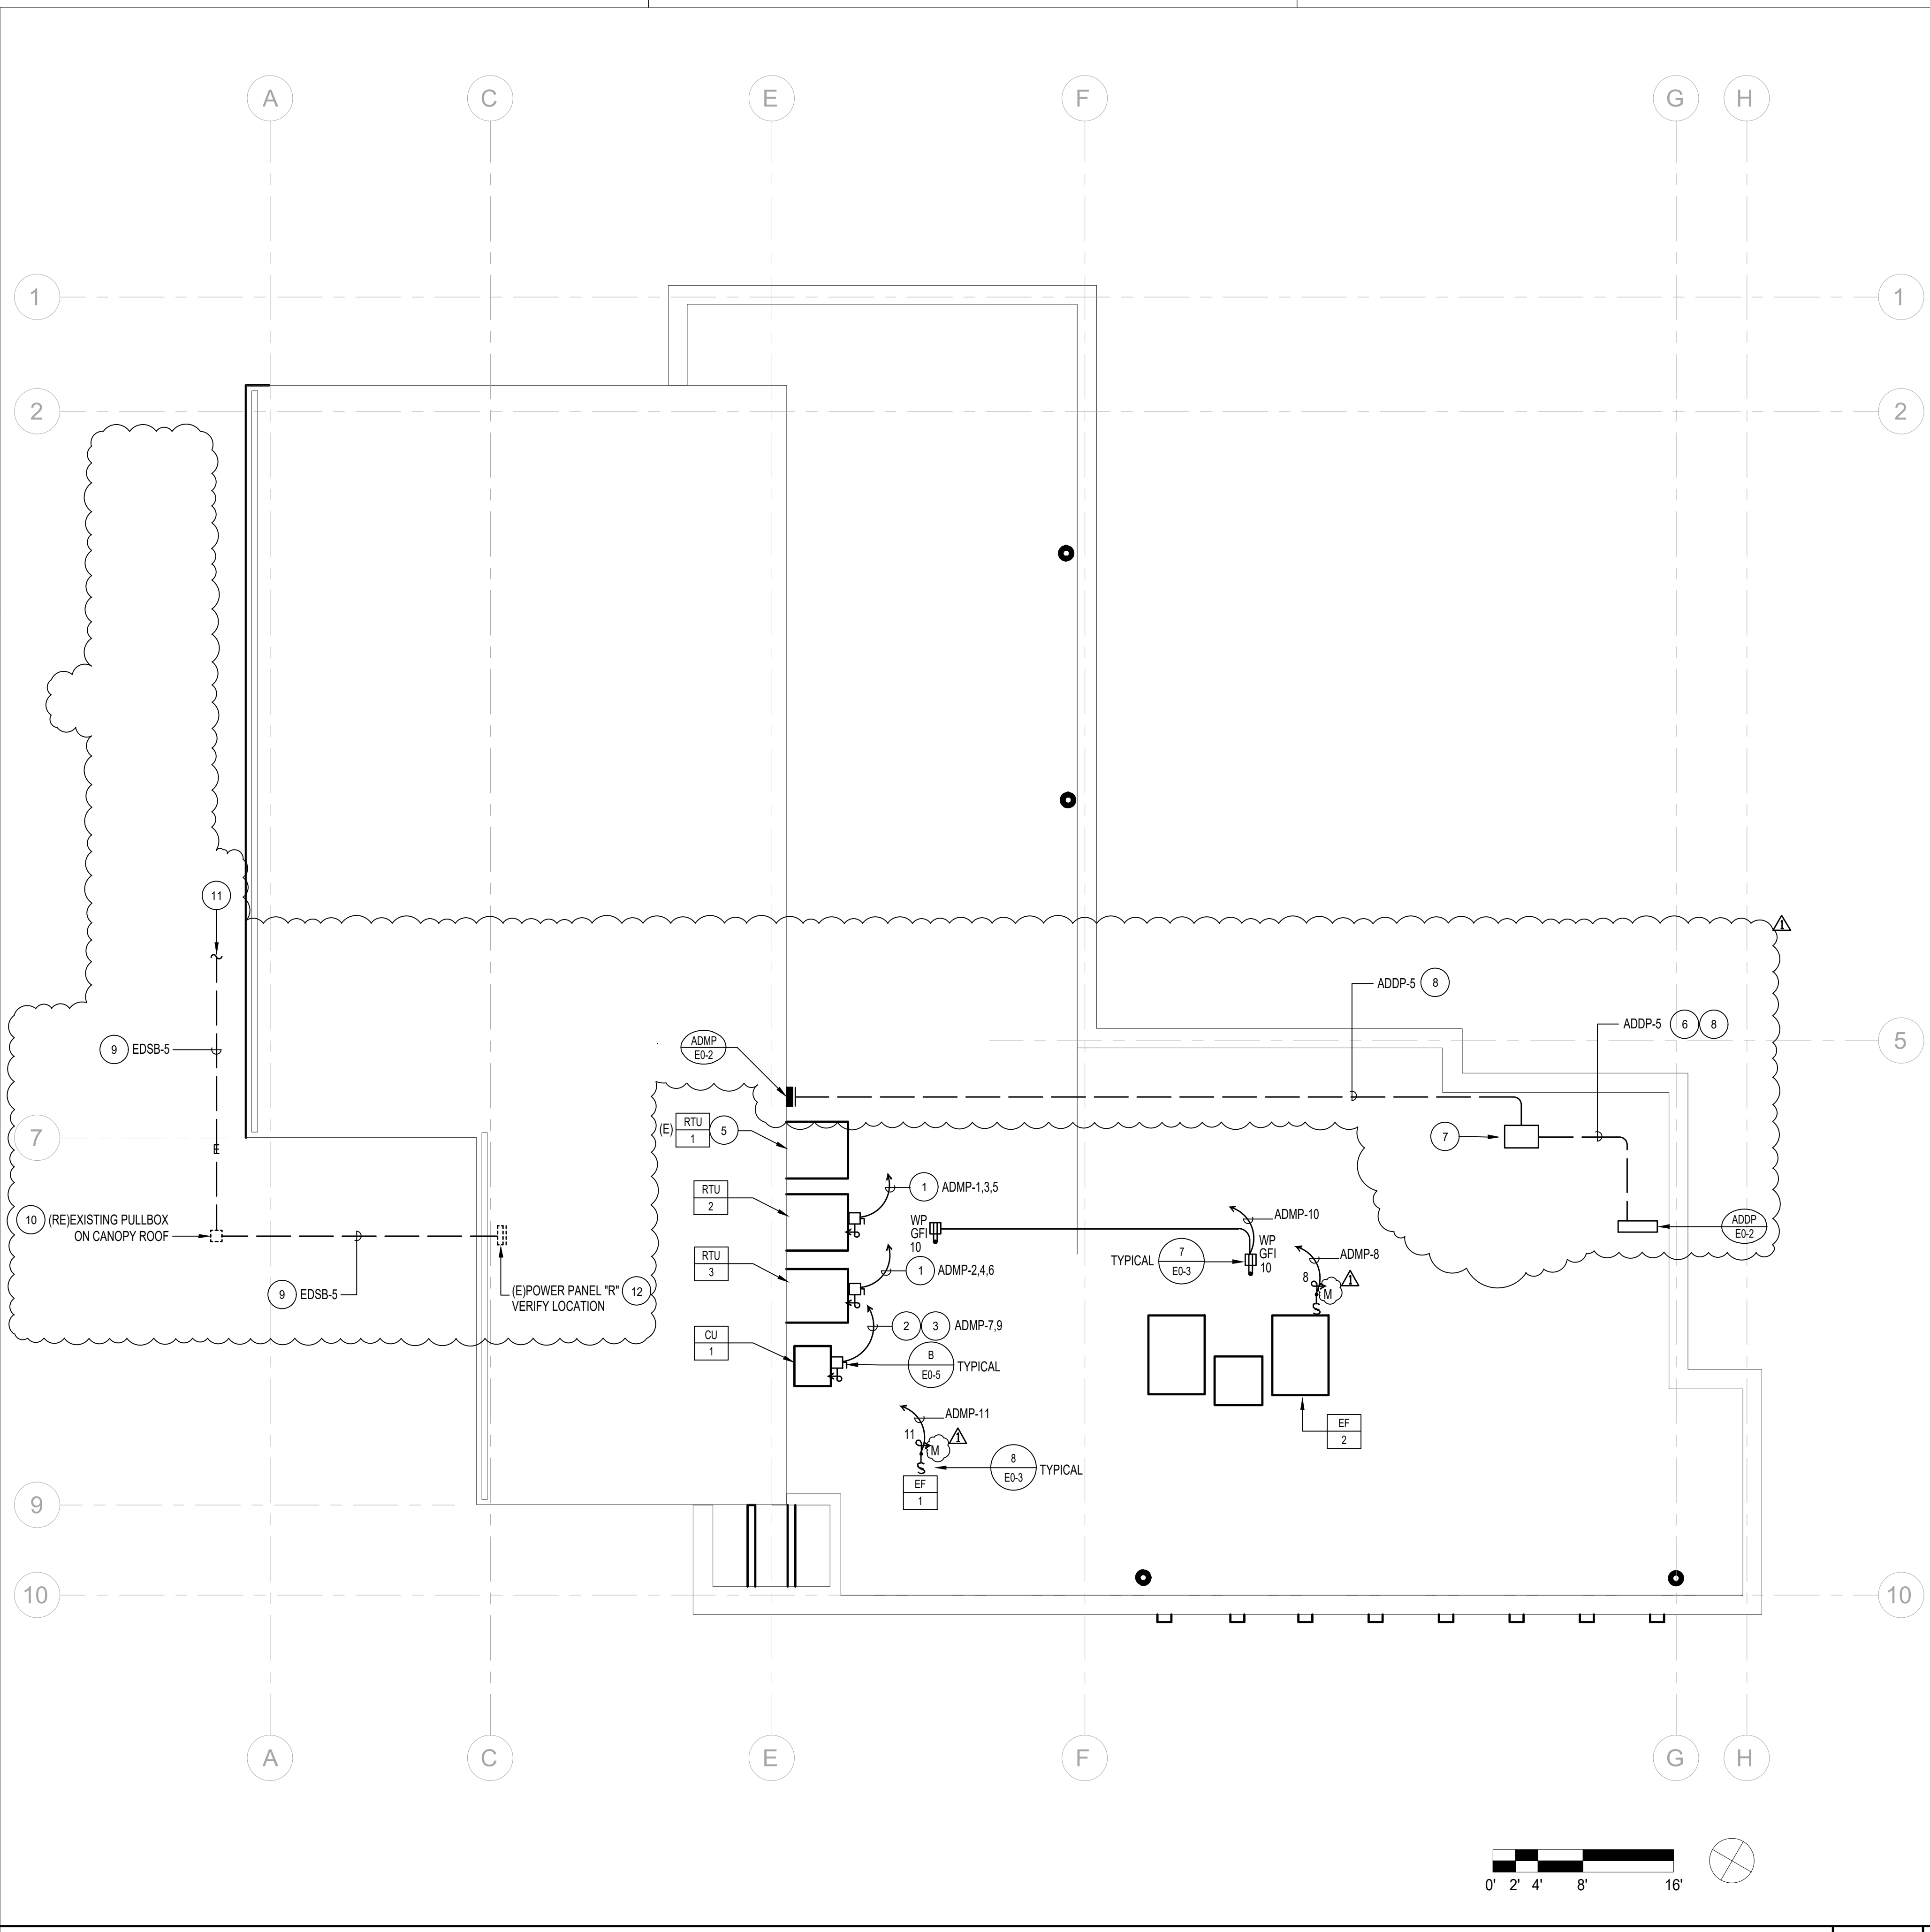 A C E F G H
1 1
2 2
11
1
ADDP-5 8
ADDP-5 6 8
9 EDSB-5
ADMP
E0-2
5
(E) RTU
1
5
7
7
E
RTU
2
1 ADMP-1,3,5
10 (RE)EXISTING PULLBOX
ON CANOPY ROOF
WP
GFI
10
ADMP-10
ADDP
E0-2
WP
GFI
10
TYPICAL 7
E0-3
ADMP-8
RTU
3
1 ADMP-2,4,6
8
M
1
S
9 EDSB-5
(E)POWER PANEL "R" 12
VERIFY LOCATION
2 3 ADMP-7,9
CU
1
B
E0-5
TYPICAL
ADMP-11
11
M
1
S
8
E0-3
TYPICAL
EF
1
EF
2
9
10 10
A C E F G H
0' 2' 4' 8' 16'